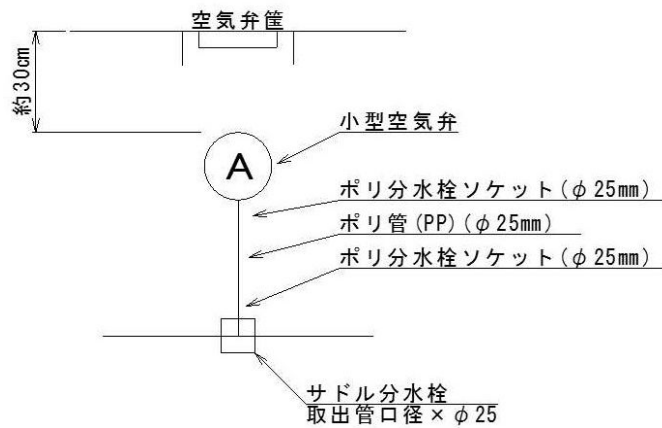 空気弁筐
約30cm
小型空気弁
A
ポリ分水栓ソケット(φ25mm)
ポリ管(PP)(φ25mm)
ポリ分水栓ソケット(φ25mm)
サドル分水栓
取出管口径×φ25